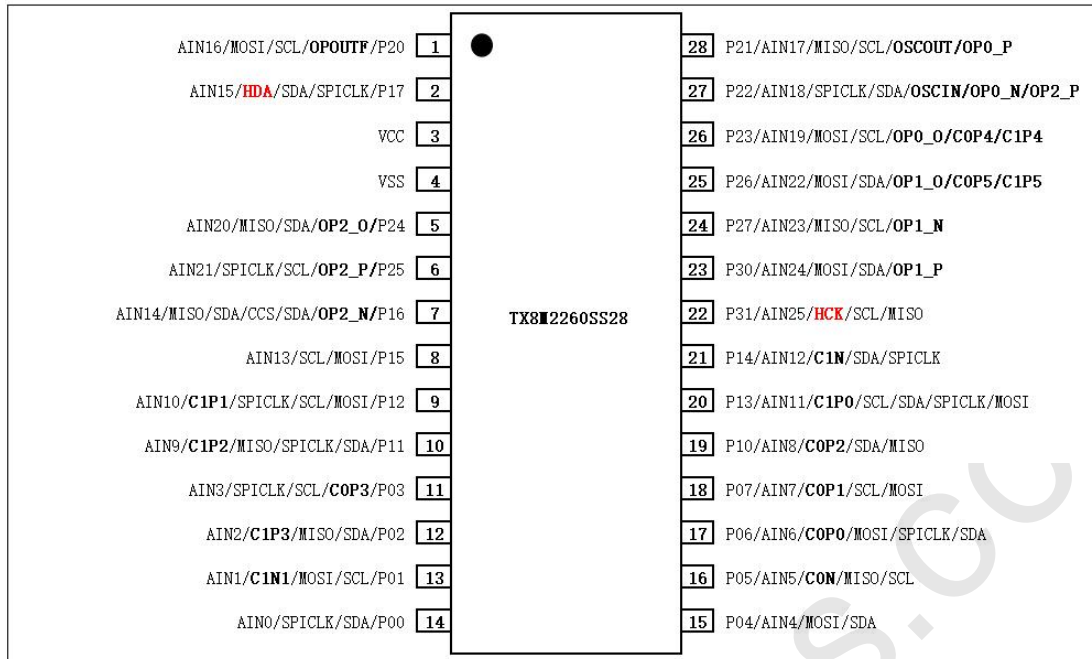 AIN16/MOSI/SCL/OPOUTF/P20 1 28 P21/AIN17/MISO/SCL/OSCOUT/OP0_P
AIN15/HDA/SDA/SPICLK/P17 2 27 P22/AIN18/SPICLK/SDA/OSCIN/OP0_N/OP2_P
VCC 3 26 P23/AIN19/MOSI/SCL/OP0_O/C0P4/C1P4
VSS 4 25 P26/AIN22/MOSI/SDA/OP1_O/C0P5/C1P5
AIN20/MISO/SDA/OP2_O/P24 5 24 P27/AIN23/MISO/SCL/OP1_N
AIN21/SPICLK/SCL/OP2_P/P25 6 23 P30/AIN24/MOSI/SDA/OP1_P
AIN14/MISO/SDA/CCS/SDA/OP2_N/P16 7 TX8M2260SS28 22 P31/AIN25/HCK/SCL/MISO
AIN13/SCL/MOSI/P15 8 21 P14/AIN12/C1N/SDA/SPICLK
AIN10/C1P1/SPICLK/SCL/MOSI/P12 9 20 P13/AIN11/C1P0/SCL/SDA/SPICLK/MOSI
AIN9/C1P2/MISO/SPICLK/SDA/P11 10 19 P10/AIN8/C0P2/SDA/MISO
AIN3/SPICLK/SCL/C0P3/P03 11 18 P07/AIN7/C0P1/SCL/MOSI
AIN2/C1P3/MISO/SDA/P02 12 17 P06/AIN6/C0P0/MOSI/SPICLK/SDA
AIN1/C1N1/MOSI/SCL/P01 13 16 P05/AIN5/C0N/MISO/SCL
AIN0/SPICLK/SDA/P00 14 15 P04/AIN4/MOSI/SDA